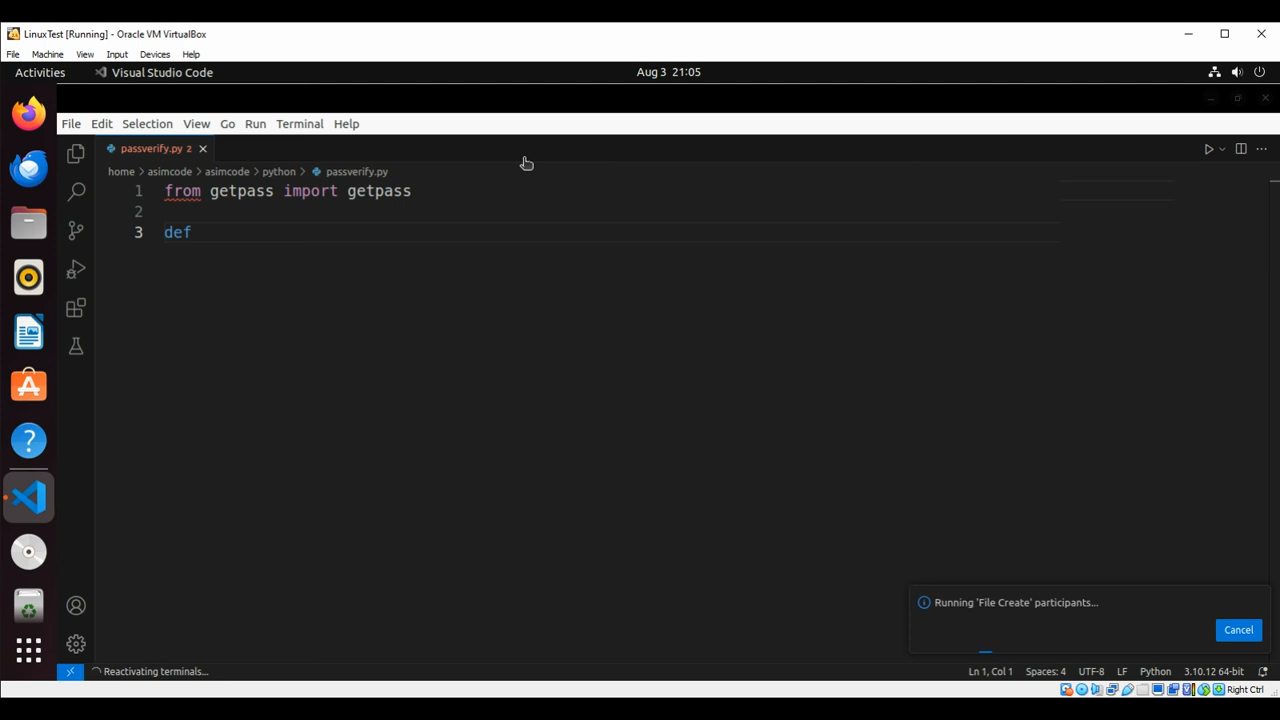 LinuxTest [Running] - Oracle VM VirtualBox
File Machine View Input Devices Help
Activities Visual Studio Code Aug 3 21:05
File Edit Selection View Go Run Terminal Help
passverify.py 2
home asimcode asimcode python passverify.py
1 from getpass import getpass
2
3 def
Running 'File Create' participants...
Cancel
Reactivating terminals... Ln 1, Col 1 Spaces: 4 UTF-8 LF Python 3.10.12 64-bit
Right Ctrl